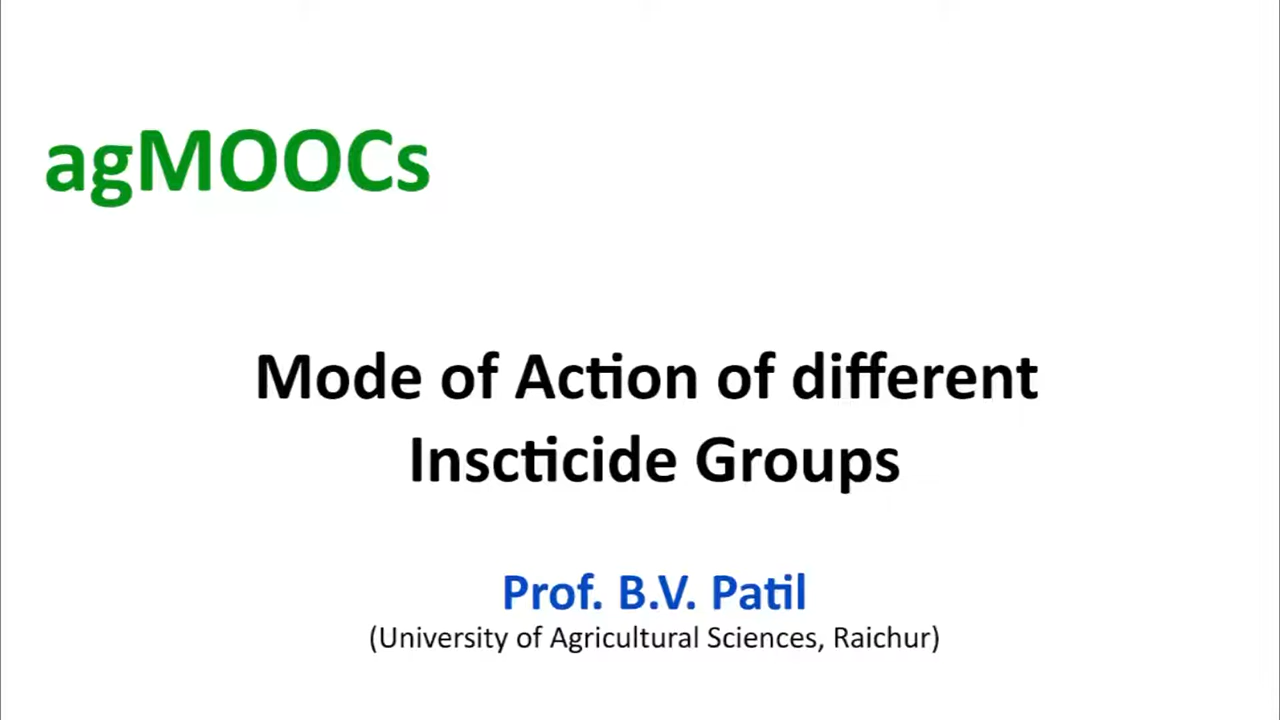 agMOOCs
Mode of Action of different
Inscticide Groups
Prof. B.V. Patil
(University of Agricultural Sciences, Raichur)